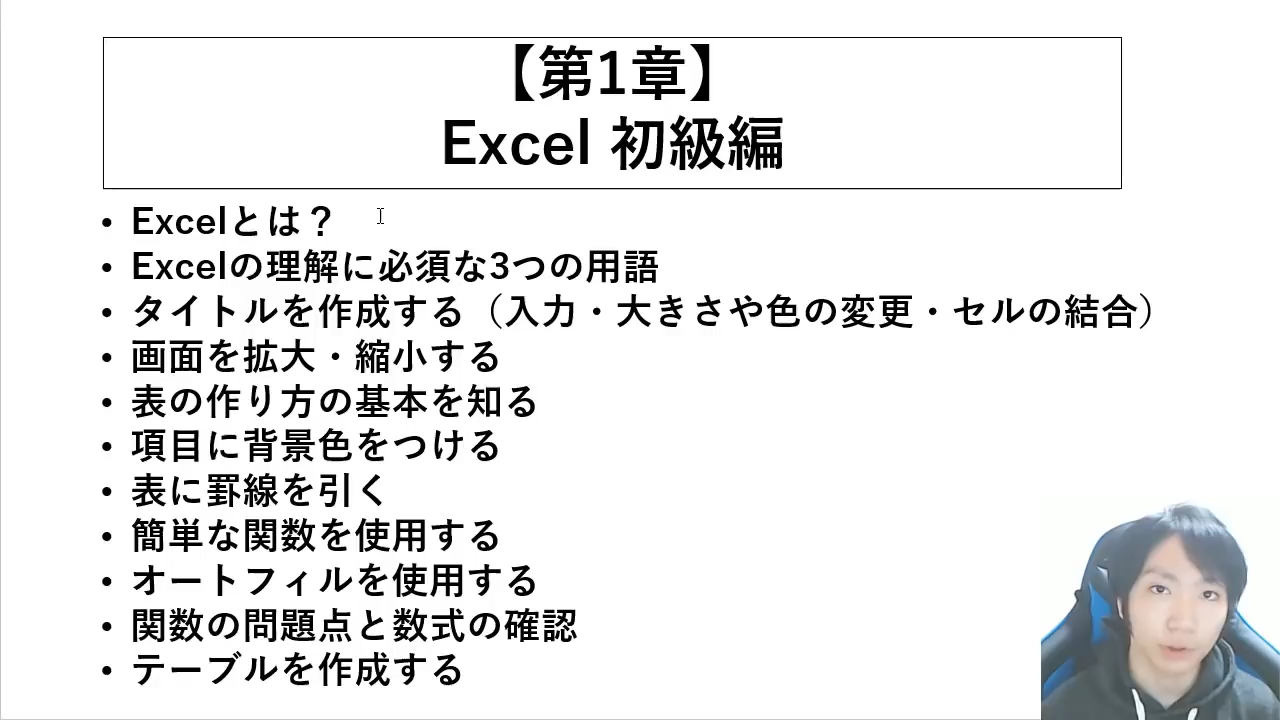 【第1章】
Excel 初級編
• Excelとは？
• Excelの理解に必須な3つの用語
• タイトルを作成する（入力・大きさや色の変更・セルの結合）
• 画面を拡大・縮小する
• 表の作り方の基本を知る
• 項目に背景色をつける
• 表に罫線を引く
• 簡単な関数を使用する
• オートフィルを使用する
• 関数の問題点と数式の確認
• テーブルを作成する